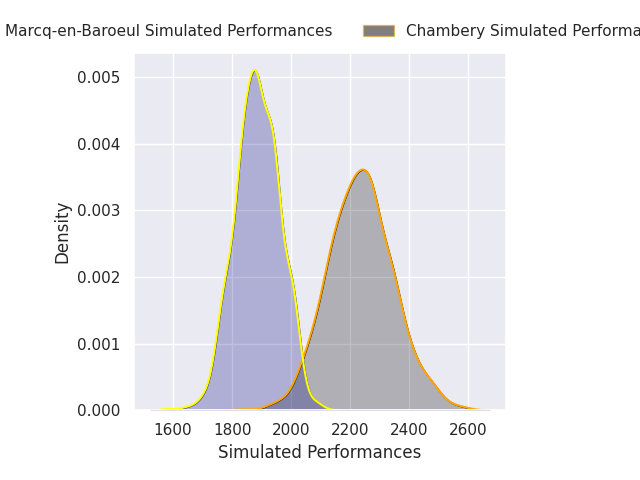 Marcq-en-Baroeul Simulated Performances Chambery Simulated Performa
0.005
0.004
0.003
0.002
0.001
0.000
Density
1600 1800 2000 2200 2400 2600
Simulated Performances